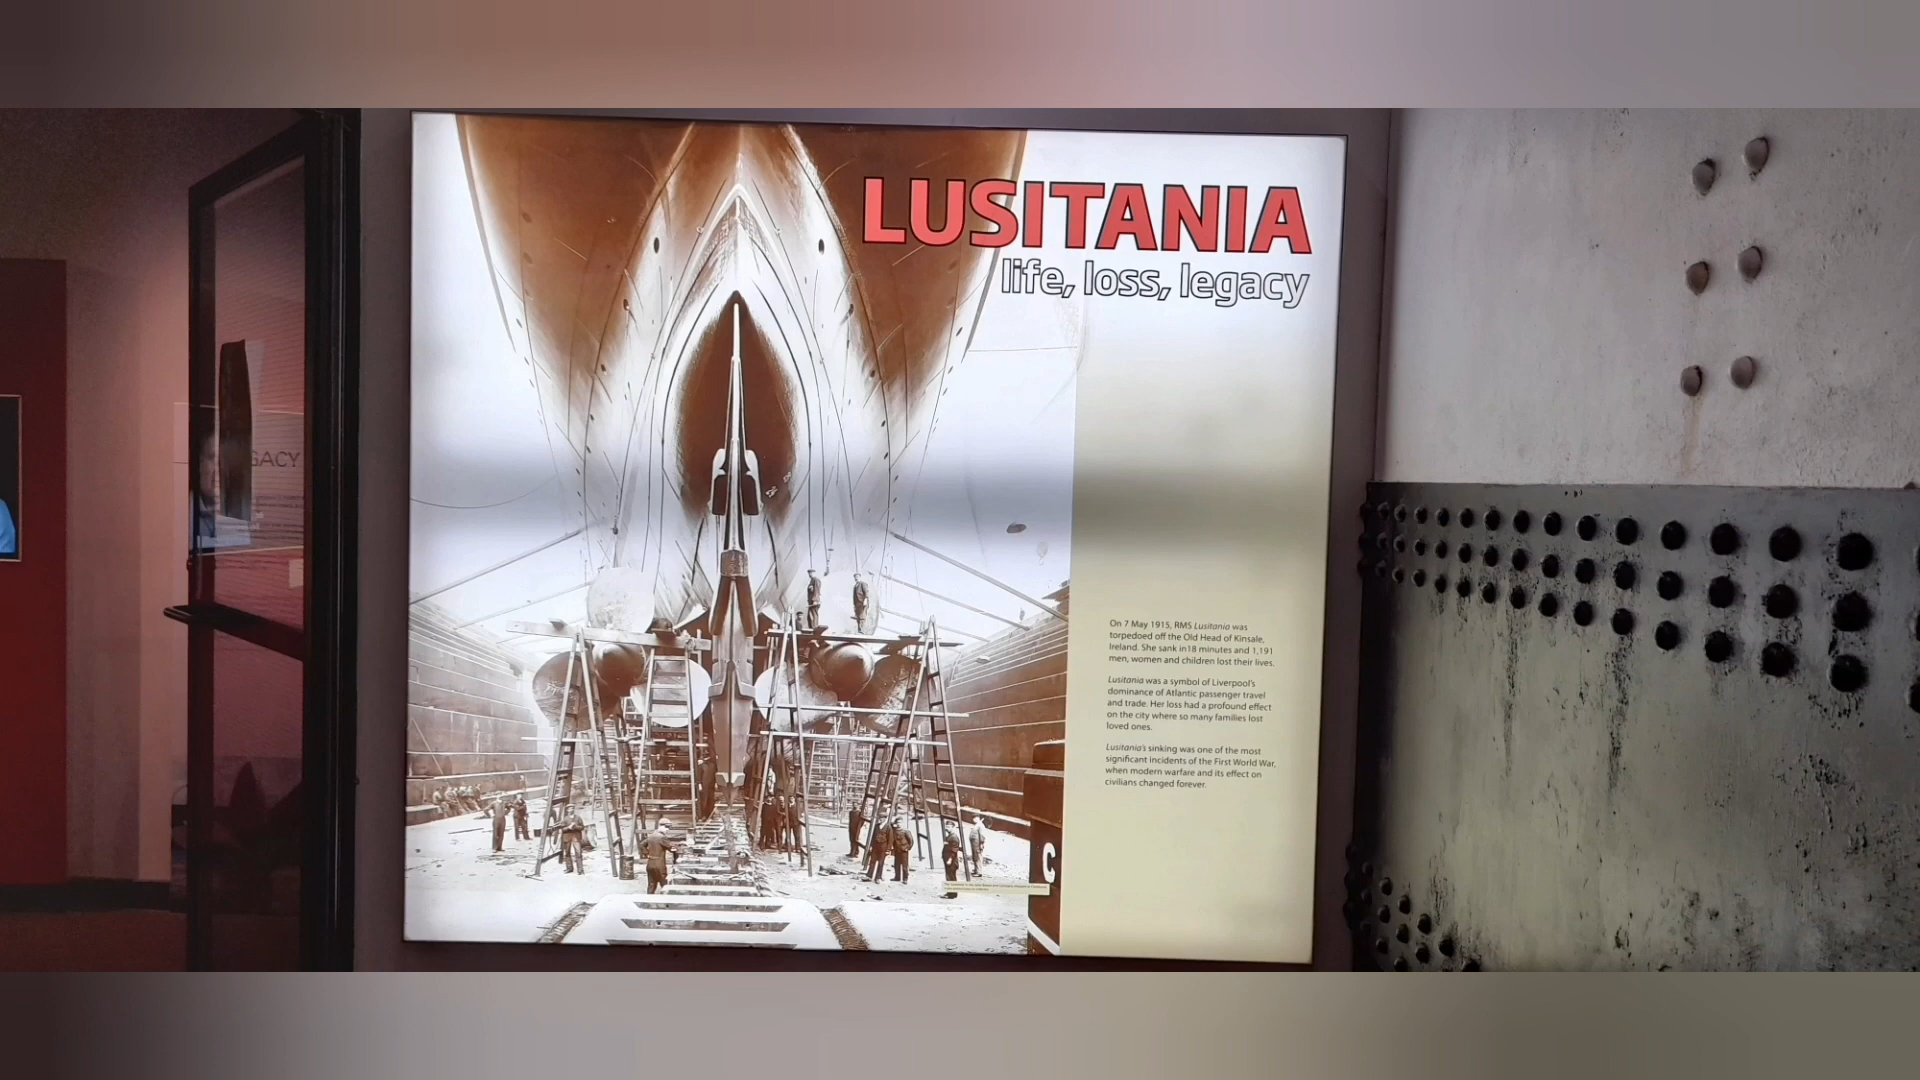 LUSITANIA
life, loss, legacy
GACY
On 7 May 1915, RMS Lusitania was
torpedoed off the Old Head of Kinsale,
Ireland. She sank in18 minutes and 1,191
men, women and children lost their lives.
Lusitania was a symbol of Liverpool's
dominance of Atlantic passenger travel
and trade. Her loss had a profound effect
on the city where so many families lost
loved ones.
Lusitania's sinking was one of the most
significant incidents of the First World War,
when modern warfare and its effect on
civilians changed forever.
C